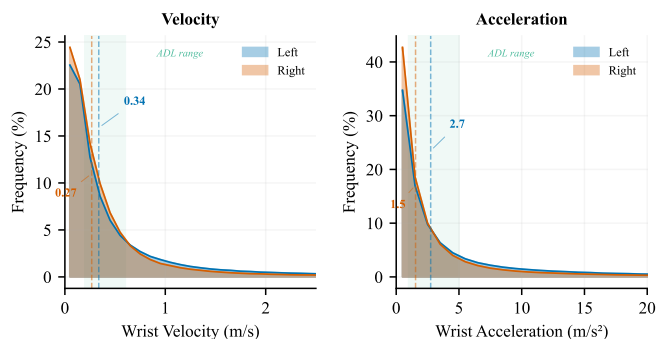 Velocity
Acceleration
25
20
15
10
5
0
Frequency (%)
0
1
2
Wrist Velocity (m/s)
ADL range
Left
Right
0.34
0.27
40
30
20
10
0
Frequency (%)
0
5
10
15
20
Wrist Acceleration (m/s²)
ADL range
Left
Right
2.7
1.5